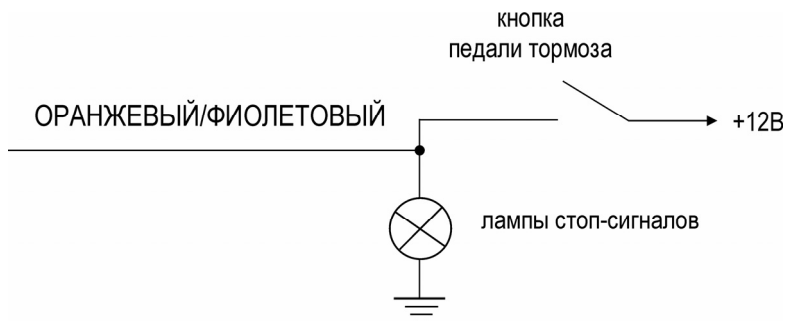 кнопка
педали тормоза
ОРАНЖЕВЫЙ/ФИОЛЕТОВЫЙ
+12В
лампы стоп-сигналов